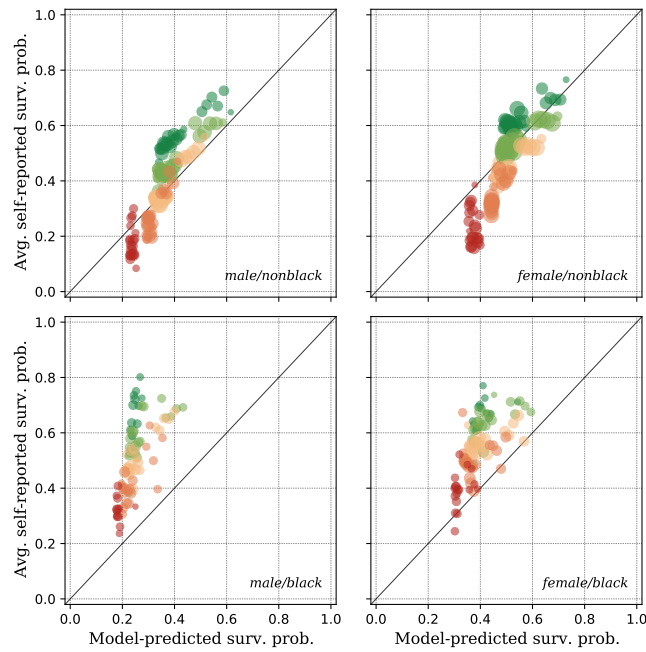 1.0
0.8
0.6
0.4
0.2
0.0
Avg. self-reported surv. prob.
male/nonblack
female/nonblack
1.0
0.8
0.6
0.4
0.2
0.0
Avg. self-reported surv. prob.
male/black
female/black
0.0 0.2 0.4 0.6 0.8 1.0
Model-predicted surv. prob.
0.0 0.2 0.4 0.6 0.8 1.0
Model-predicted surv. prob.